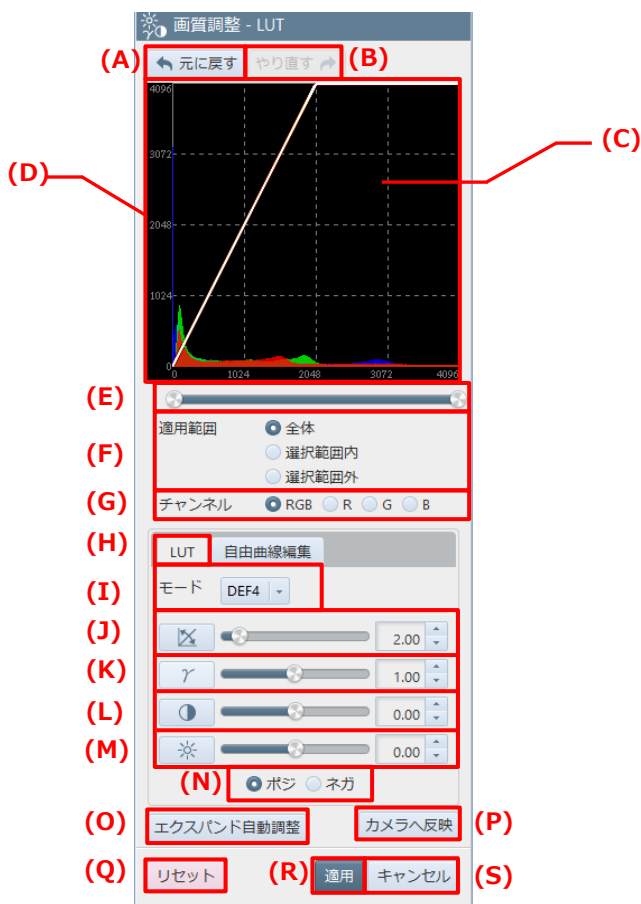 画質調整 - LUT
(A) 元に戻す やり直す (B)
4096
(C)
3072
(D)
2048
1024
0
0 1024 2048 3072 4096
(E)
適用範囲 全体
(F) 選択範囲内
選択範囲外
(G) チャンネル RGB R G B
(H) LUT 自由曲線編集
(I) モード DEF4
(J) 2.00
(K) γ 1.00
(L) 0.00
(M) 0.00
(N) ポジ ネガ
(O) エクスパンド自動調整 カメラへ反映 (P)
(Q) リセット (R) 適用 キャンセル (S)